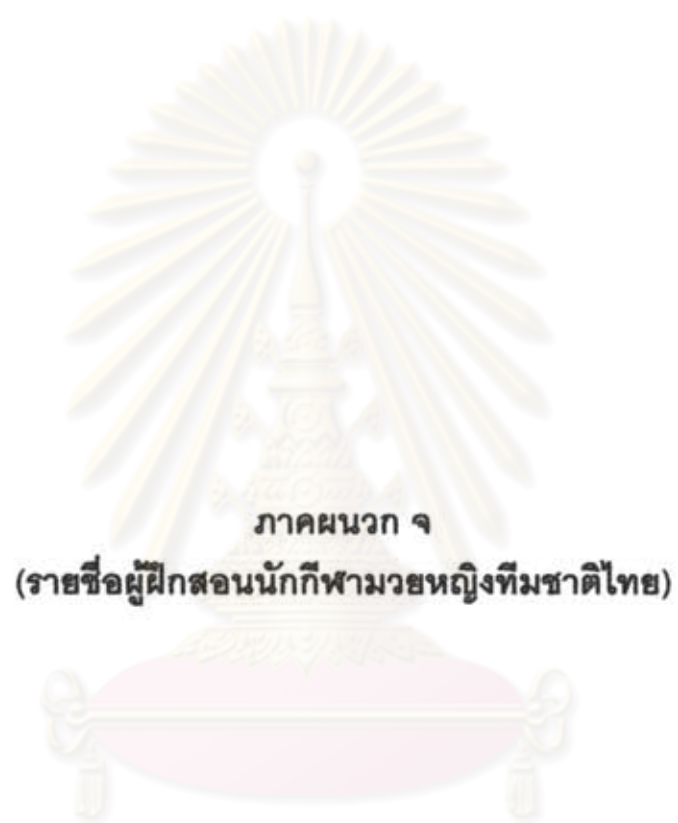 ภาคผนวก จ
(รายชื่อผู้ฝึกสอนนักกีฬามวยหญิงทีมชาติไทย)